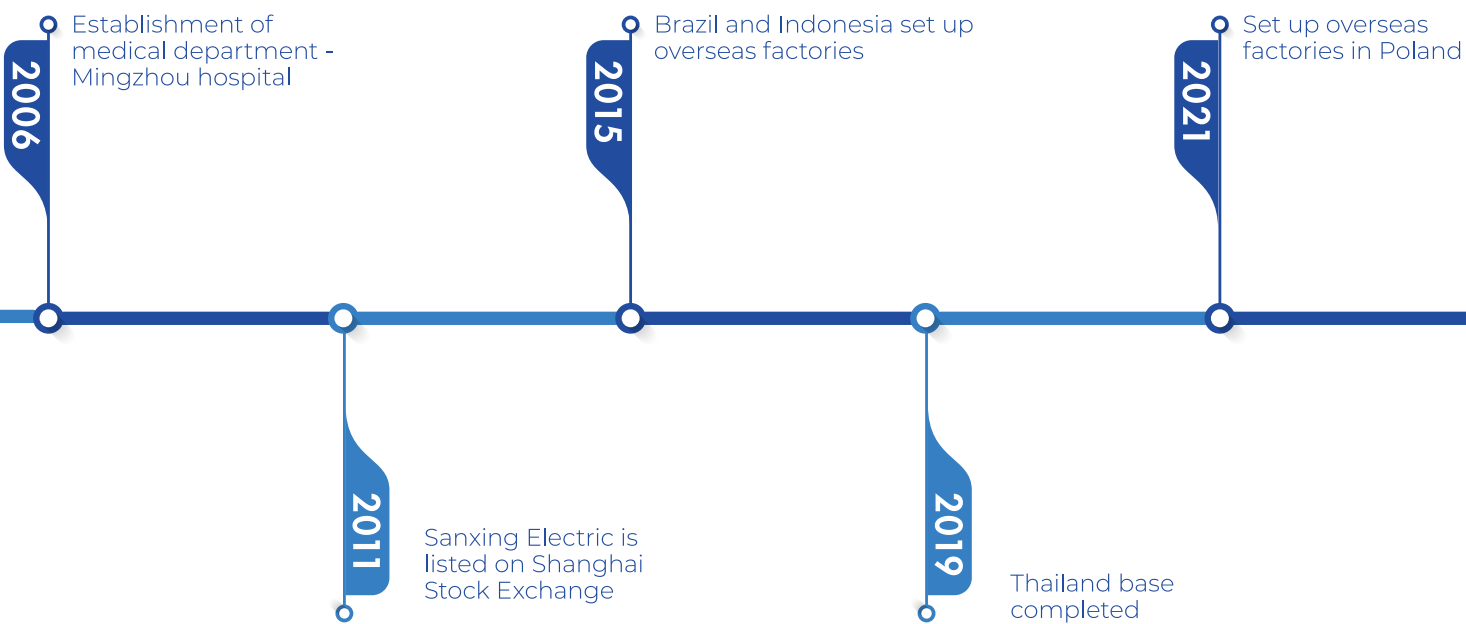 2006
Establishment of
medical department -
Mingzhou hospital
2011
Sanxing Electric is
listed on Shanghai
Stock Exchange
2015
Brazil and Indonesia set up
overseas factories
2019
Thailand base
completed
2021
Set up overseas
factories in Poland